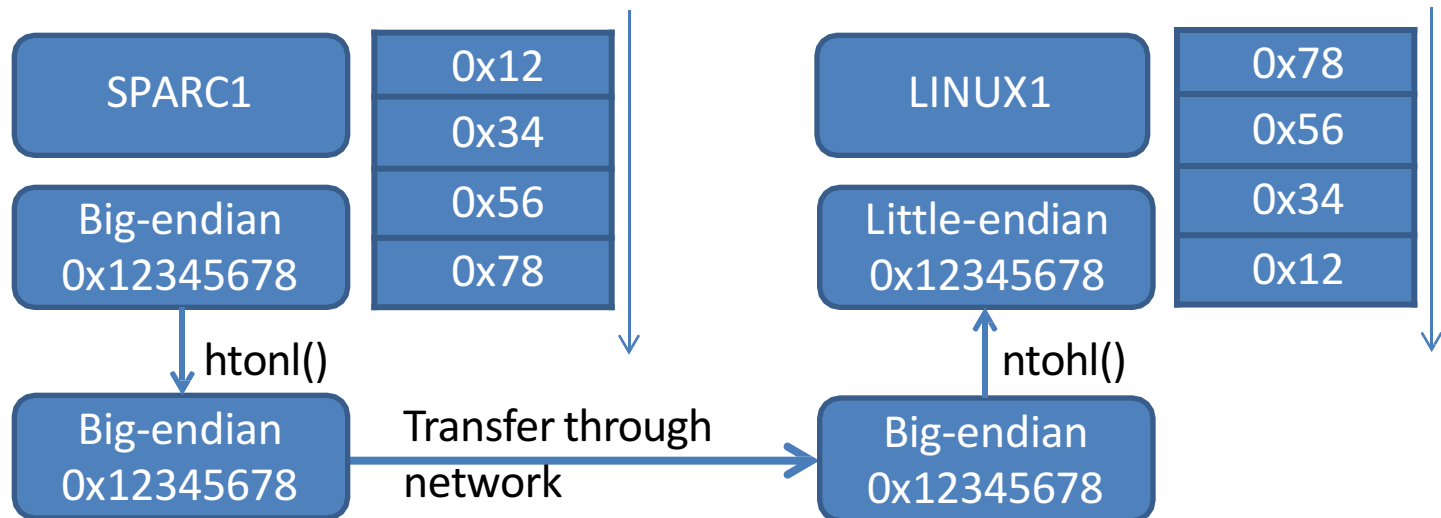 SPARC1
0x12
0x34
0x56
0x78
Big-endian
0x12345678
htonl()
Big-endian
0x12345678
Transfer through
network
LINUX1
0x78
0x56
0x34
0x12
Little-endian
0x12345678
ntohl()
Big-endian
0x12345678